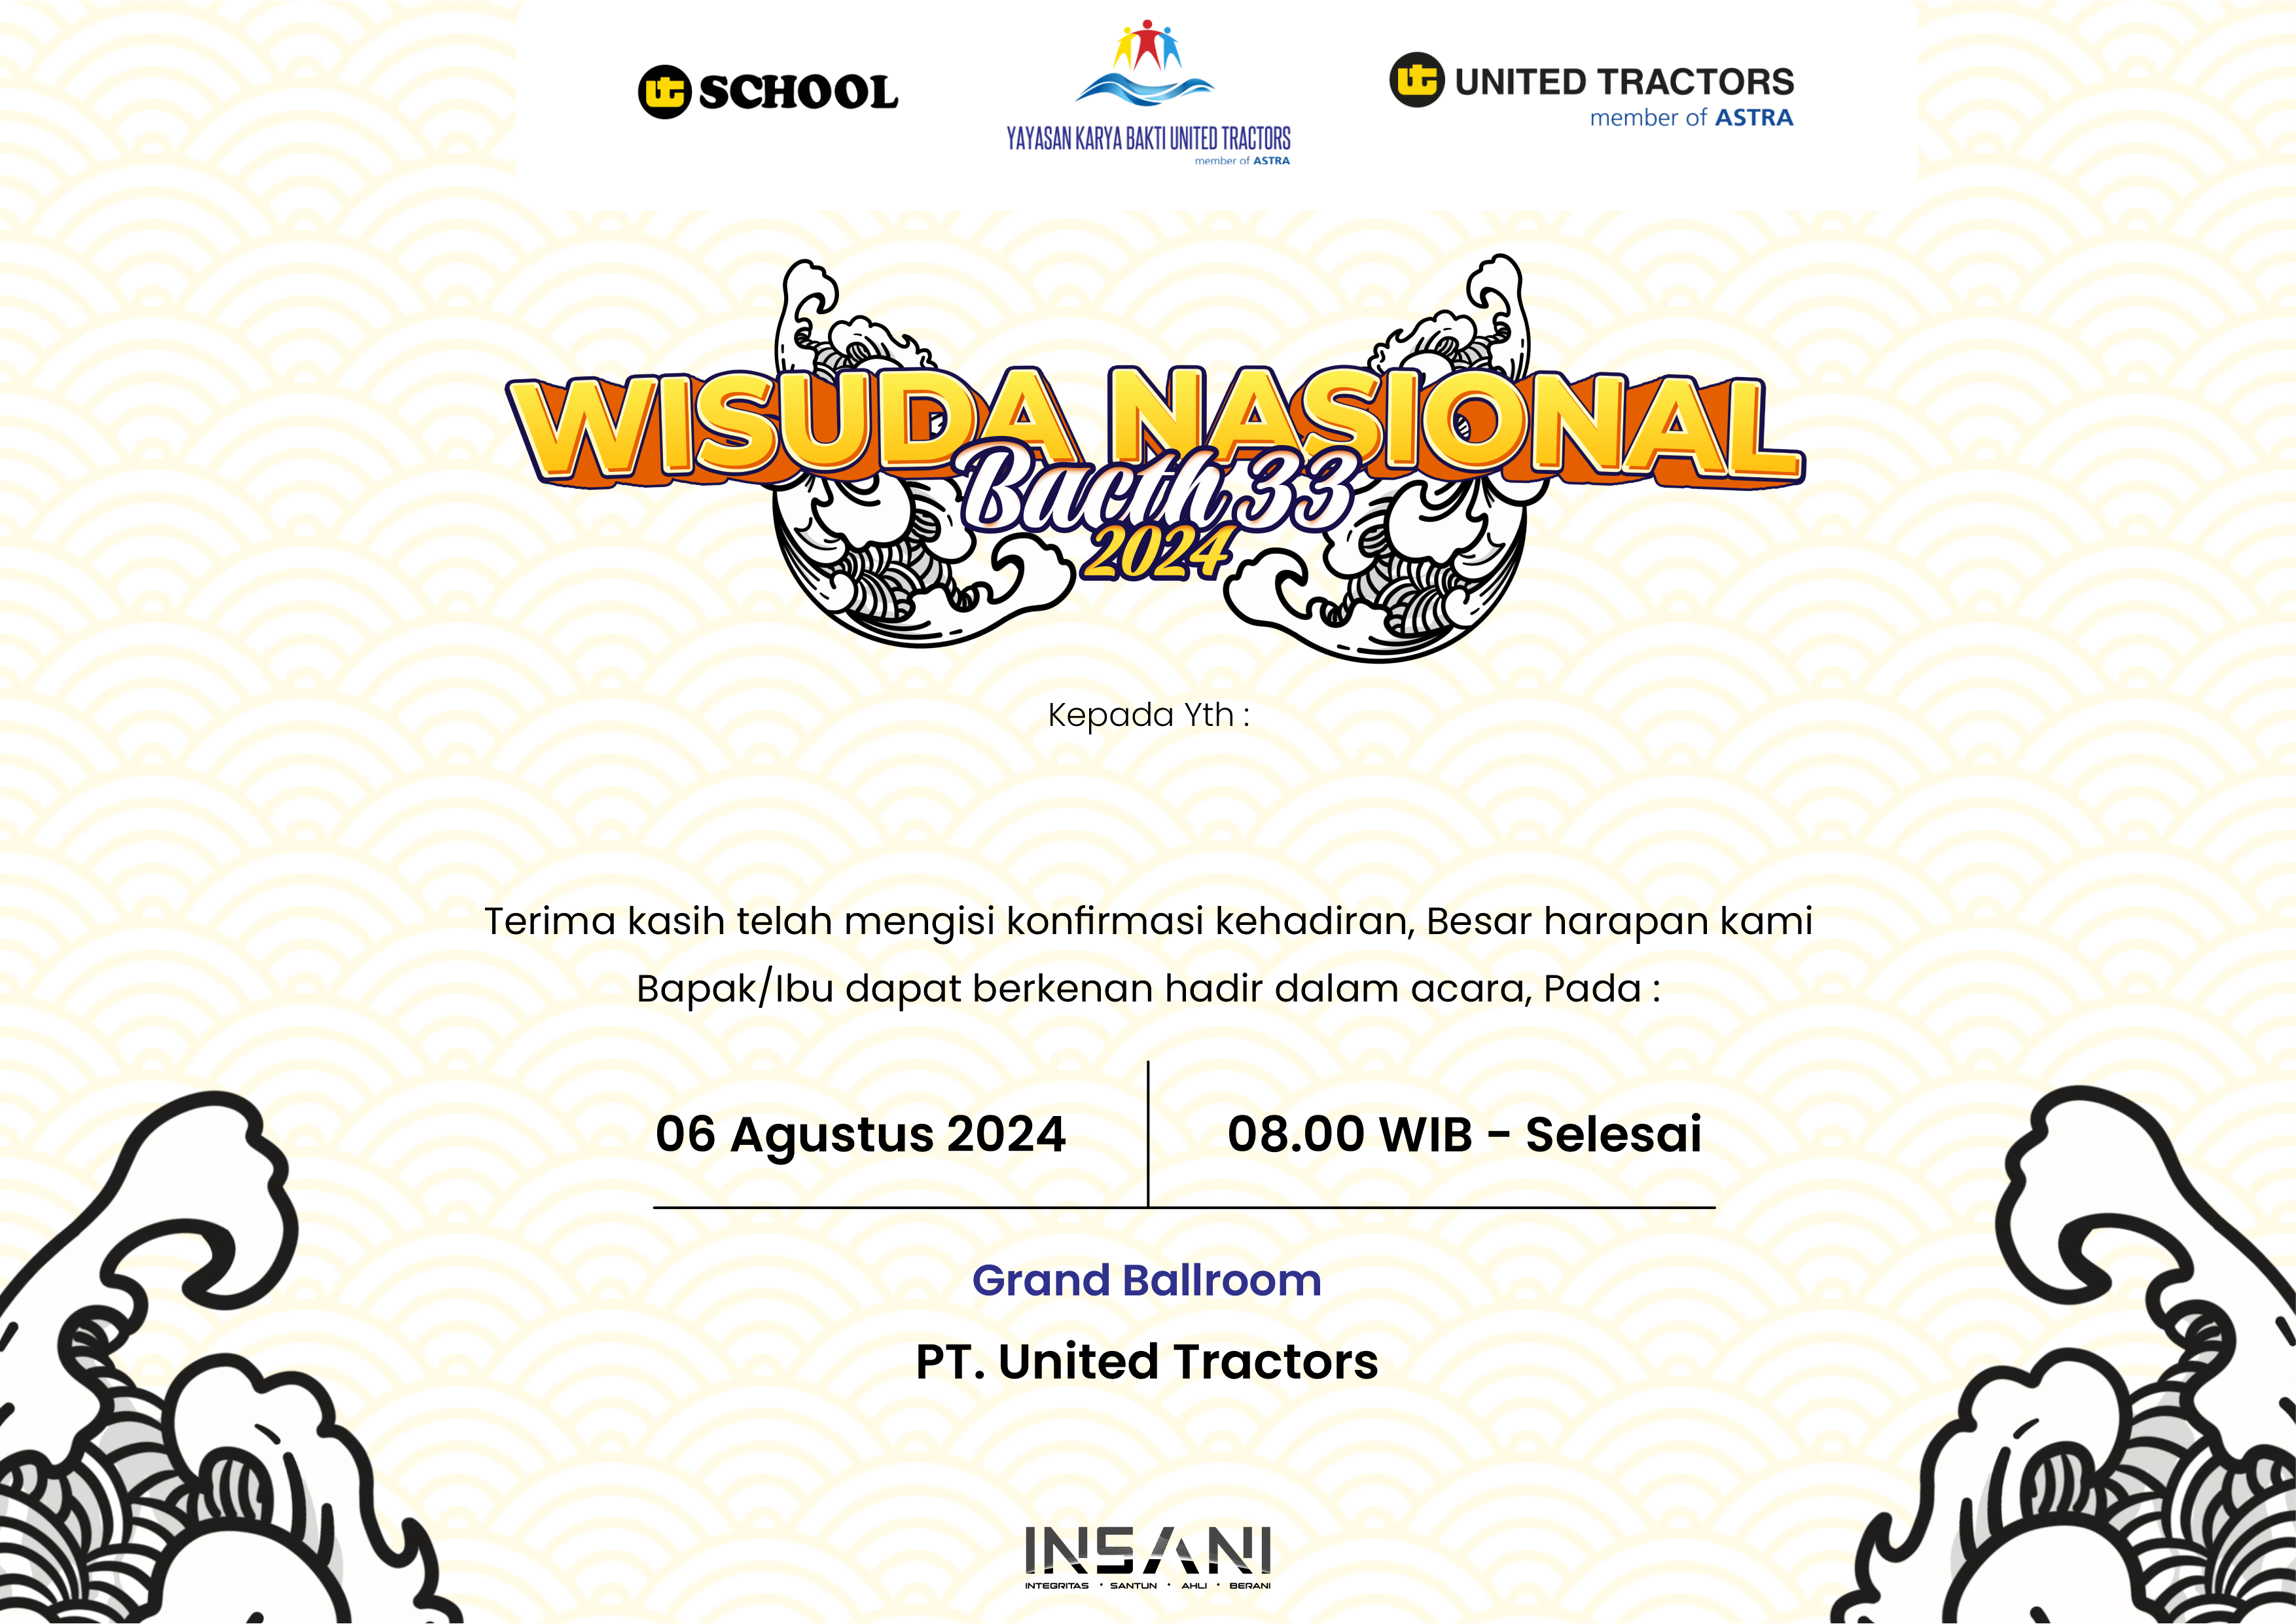 ut SCHOOL
YAYASAN KARYA BAKTI UNITED TRACTORS
member of ASTRA
ut UNITED TRACTORS
member of ASTRA
WISUDA NASIONAL
Bacth 33
2024
Kepada Yth :
Terima kasih telah mengisi konfirmasi kehadiran, Besar harapan kami
Bapak/Ibu dapat berkenan hadir dalam acara, Pada :
06 Agustus 2024
08.00 WIB - Selesai
Grand Ballroom
PT. United Tractors
INSANI
INTEGRITAS • SANTUN • AHLI • BERANI